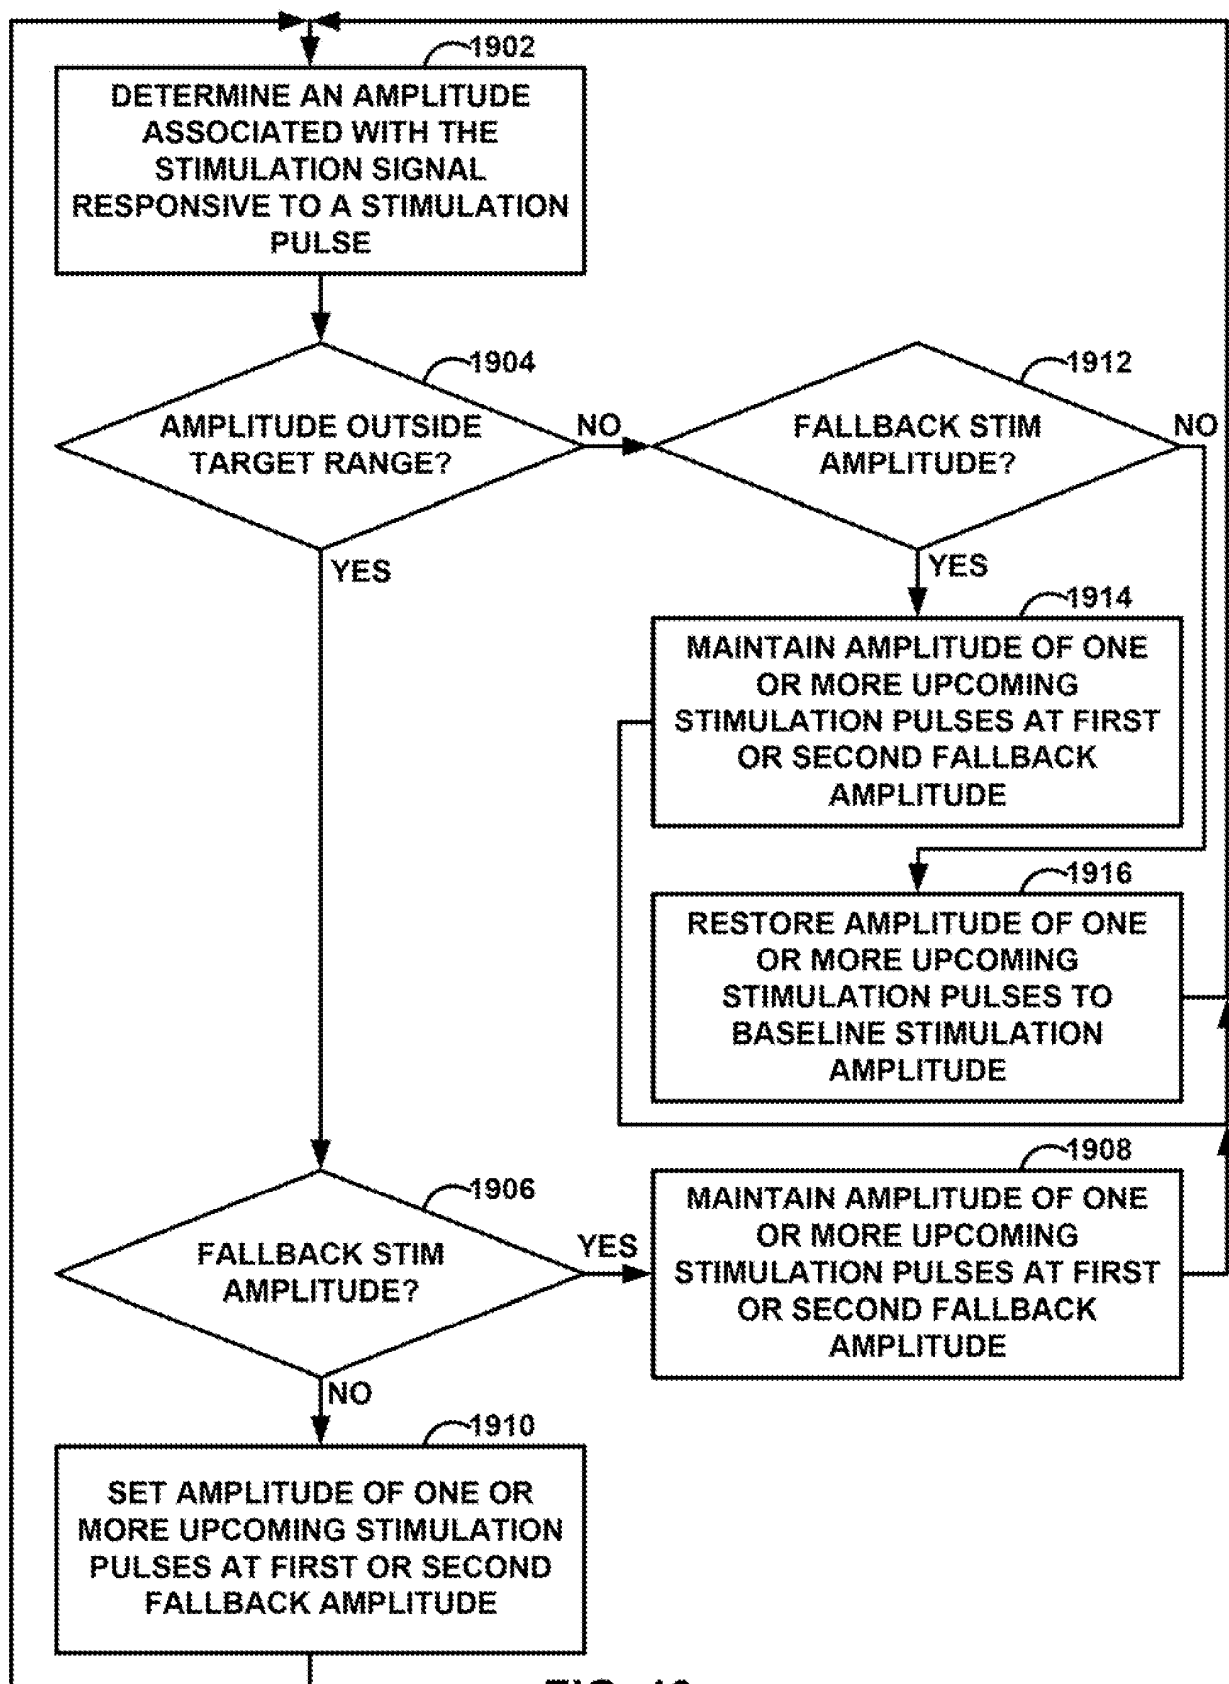 1902
DETERMINE AN AMPLITUDE
ASSOCIATED WITH THE
STIMULATION SIGNAL
RESPONSIVE TO A STIMULATION
PULSE
1904
AMPLITUDE OUTSIDE
TARGET RANGE?
NO
YES
1912
FALLBACK STIM
AMPLITUDE?
NO
YES
1914
MAINTAIN AMPLITUDE OF ONE
OR MORE UPCOMING
STIMULATION PULSES AT FIRST
OR SECOND FALLBACK
AMPLITUDE
1916
RESTORE AMPLITUDE OF ONE
OR MORE UPCOMING
STIMULATION PULSES TO
BASELINE STIMULATION
AMPLITUDE
1906
FALLBACK STIM
AMPLITUDE?
YES
NO
1908
MAINTAIN AMPLITUDE OF ONE
OR MORE UPCOMING
STIMULATION PULSES AT FIRST
OR SECOND FALLBACK
AMPLITUDE
1910
SET AMPLITUDE OF ONE OR
MORE UPCOMING STIMULATION
PULSES AT FIRST OR SECOND
FALLBACK AMPLITUDE